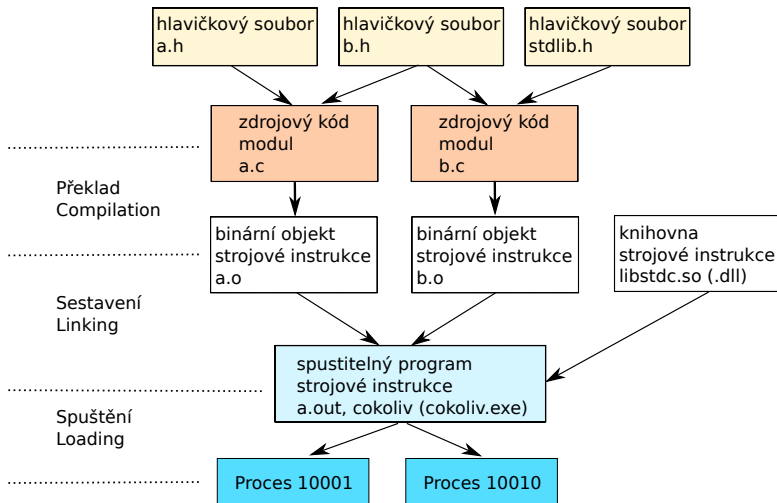 hlavičkový soubor
a.h
hlavičkový soubor
b.h
hlavičkový soubor
stdlib.h
zdrojový kód
modul
a.c
zdrojový kód
modul
b.c
Překlad
Compilation
binární objekt
strojové instrukce
a.o
binární objekt
strojové instrukce
b.o
knihovna
strojové instrukce
libstdc.so (.dll)
Sestavení
Linking
spustitelný program
strojové instrukce
a.out, cokoliv (cokoliv.exe)
Spuštění
Loading
Proces 10001
Proces 10010